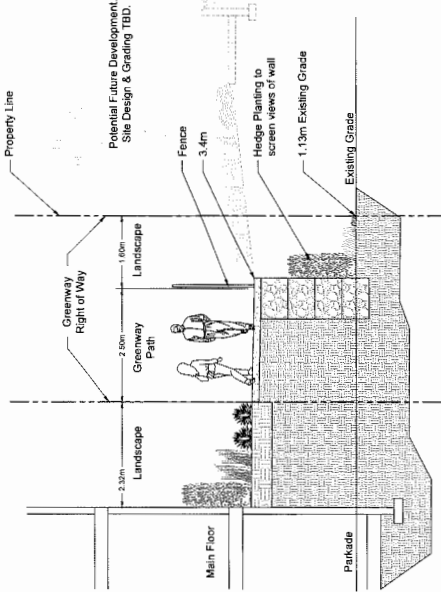 Property Line
Greenway
Right of Way
Potential Future Development.
Site Design & Grading TBD.
2.32m
2.50m
1.60m
Landscape
Greenway
Path
Landscape
Fence
3.4m
Hedge Planting to
screen views of wall
1.13m Existing Grade
Existing Grade
Main Floor
Parkade